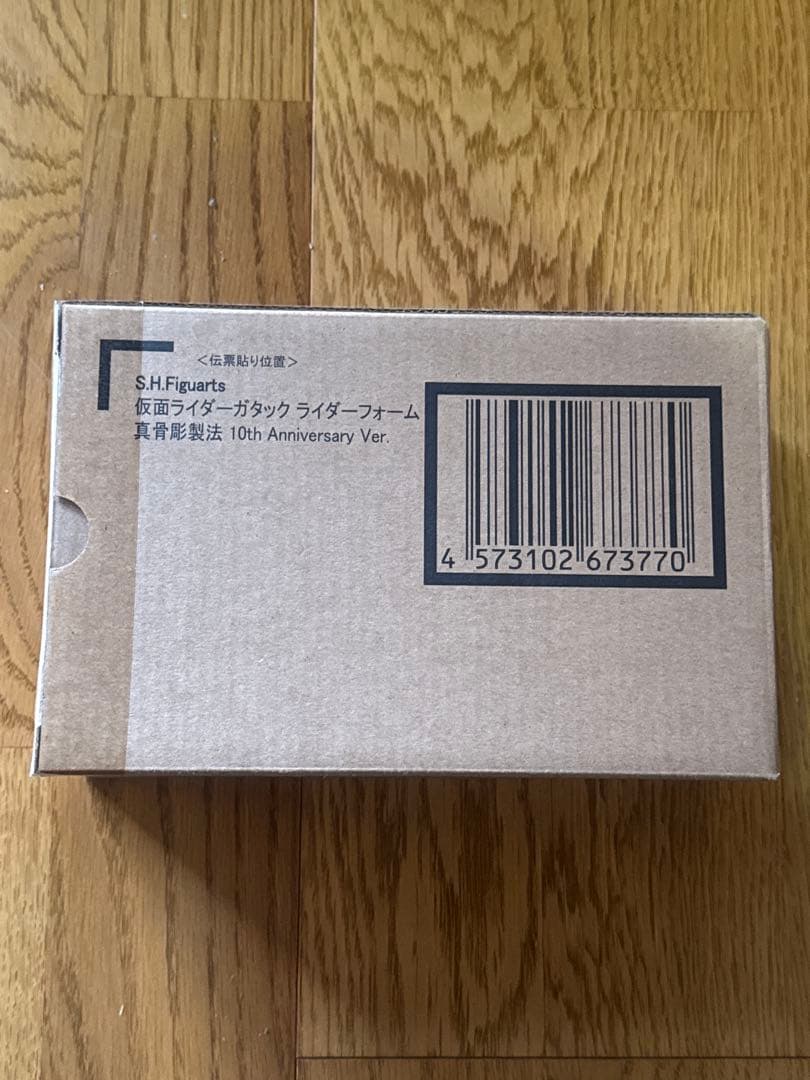 ＜伝票貼り位置＞
S.H.Figuarts
仮面ライダーガタック ライダーフォーム
真骨彫製法 10th Anniversary Ver.
4 573102 673770